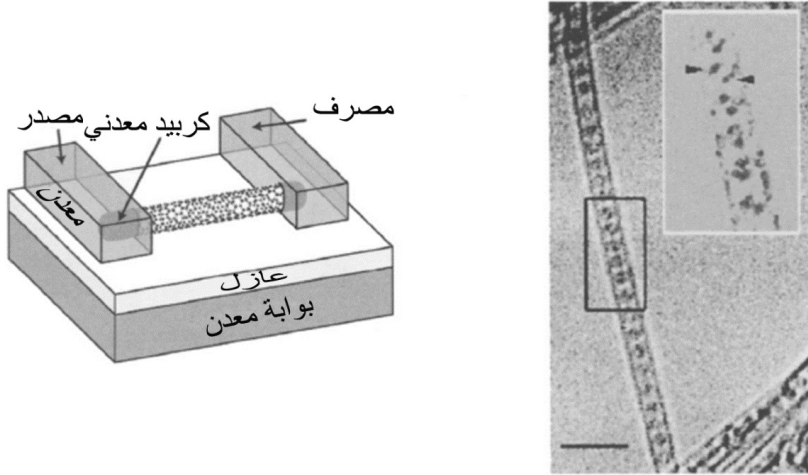 مصرف
كربيد معدني
مصدر
معدن
عازل
بوابة معدن